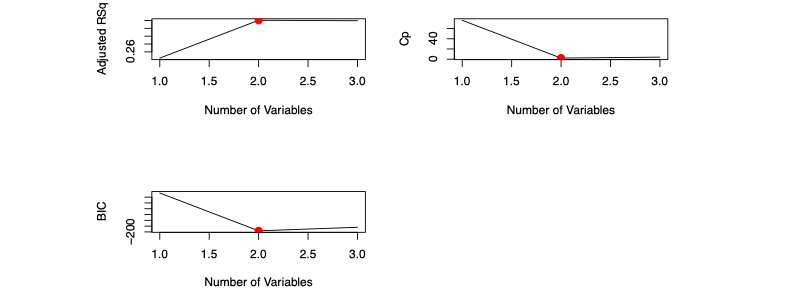 Adjusted RSq
0.26
1.0 1.5 2.0 2.5 3.0
Number of Variables
Cp
0 40
1.0 1.5 2.0 2.5 3.0
Number of Variables
BIC
−200
1.0 1.5 2.0 2.5 3.0
Number of Variables